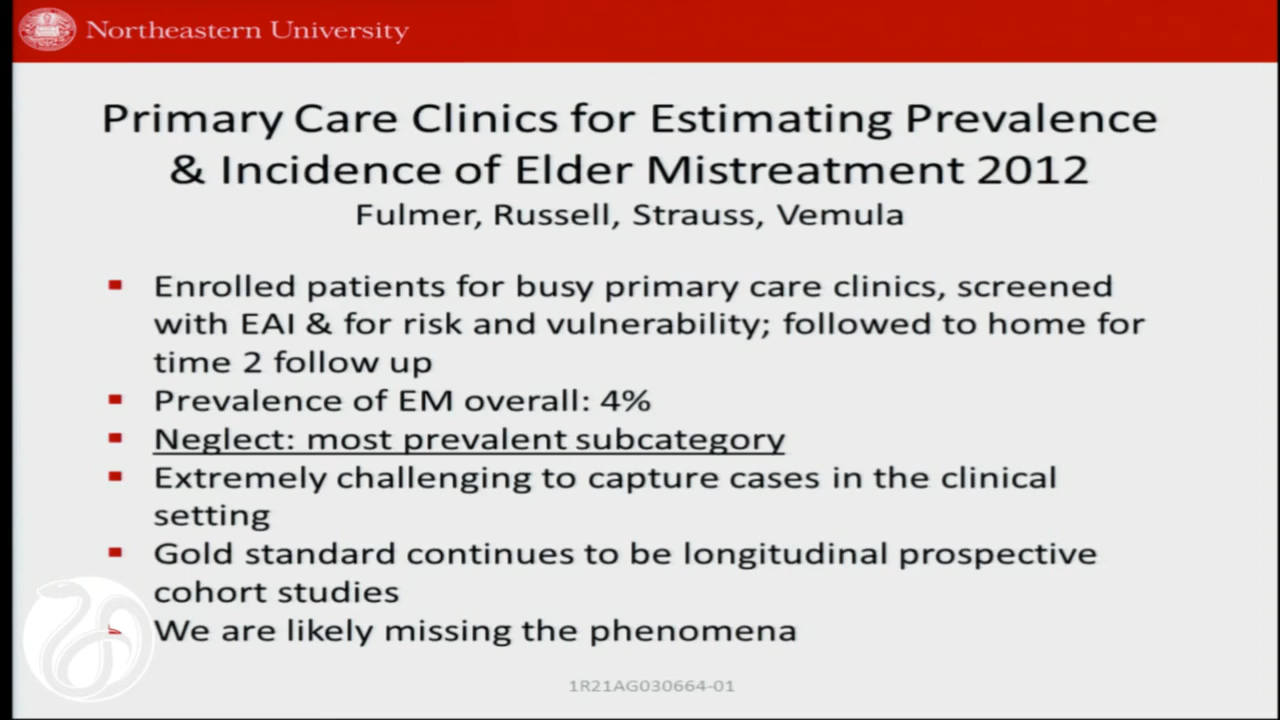 Northeastern University
Primary Care Clinics for Estimating Prevalence
& Incidence of Elder Mistreatment 2012
Fulmer, Russell, Strauss, Vemula
Enrolled patients for busy primary care clinics, screened
with EAI & for risk and vulnerability; followed to home for
time 2 follow up
Prevalence of EM overall: 4%
Neglect: most prevalent subcategory
Extremely challenging to capture cases in the clinical
setting
Gold standard continues to be longitudinal prospective
cohort studies
We are likely missing the phenomena
1R21AG030664-01